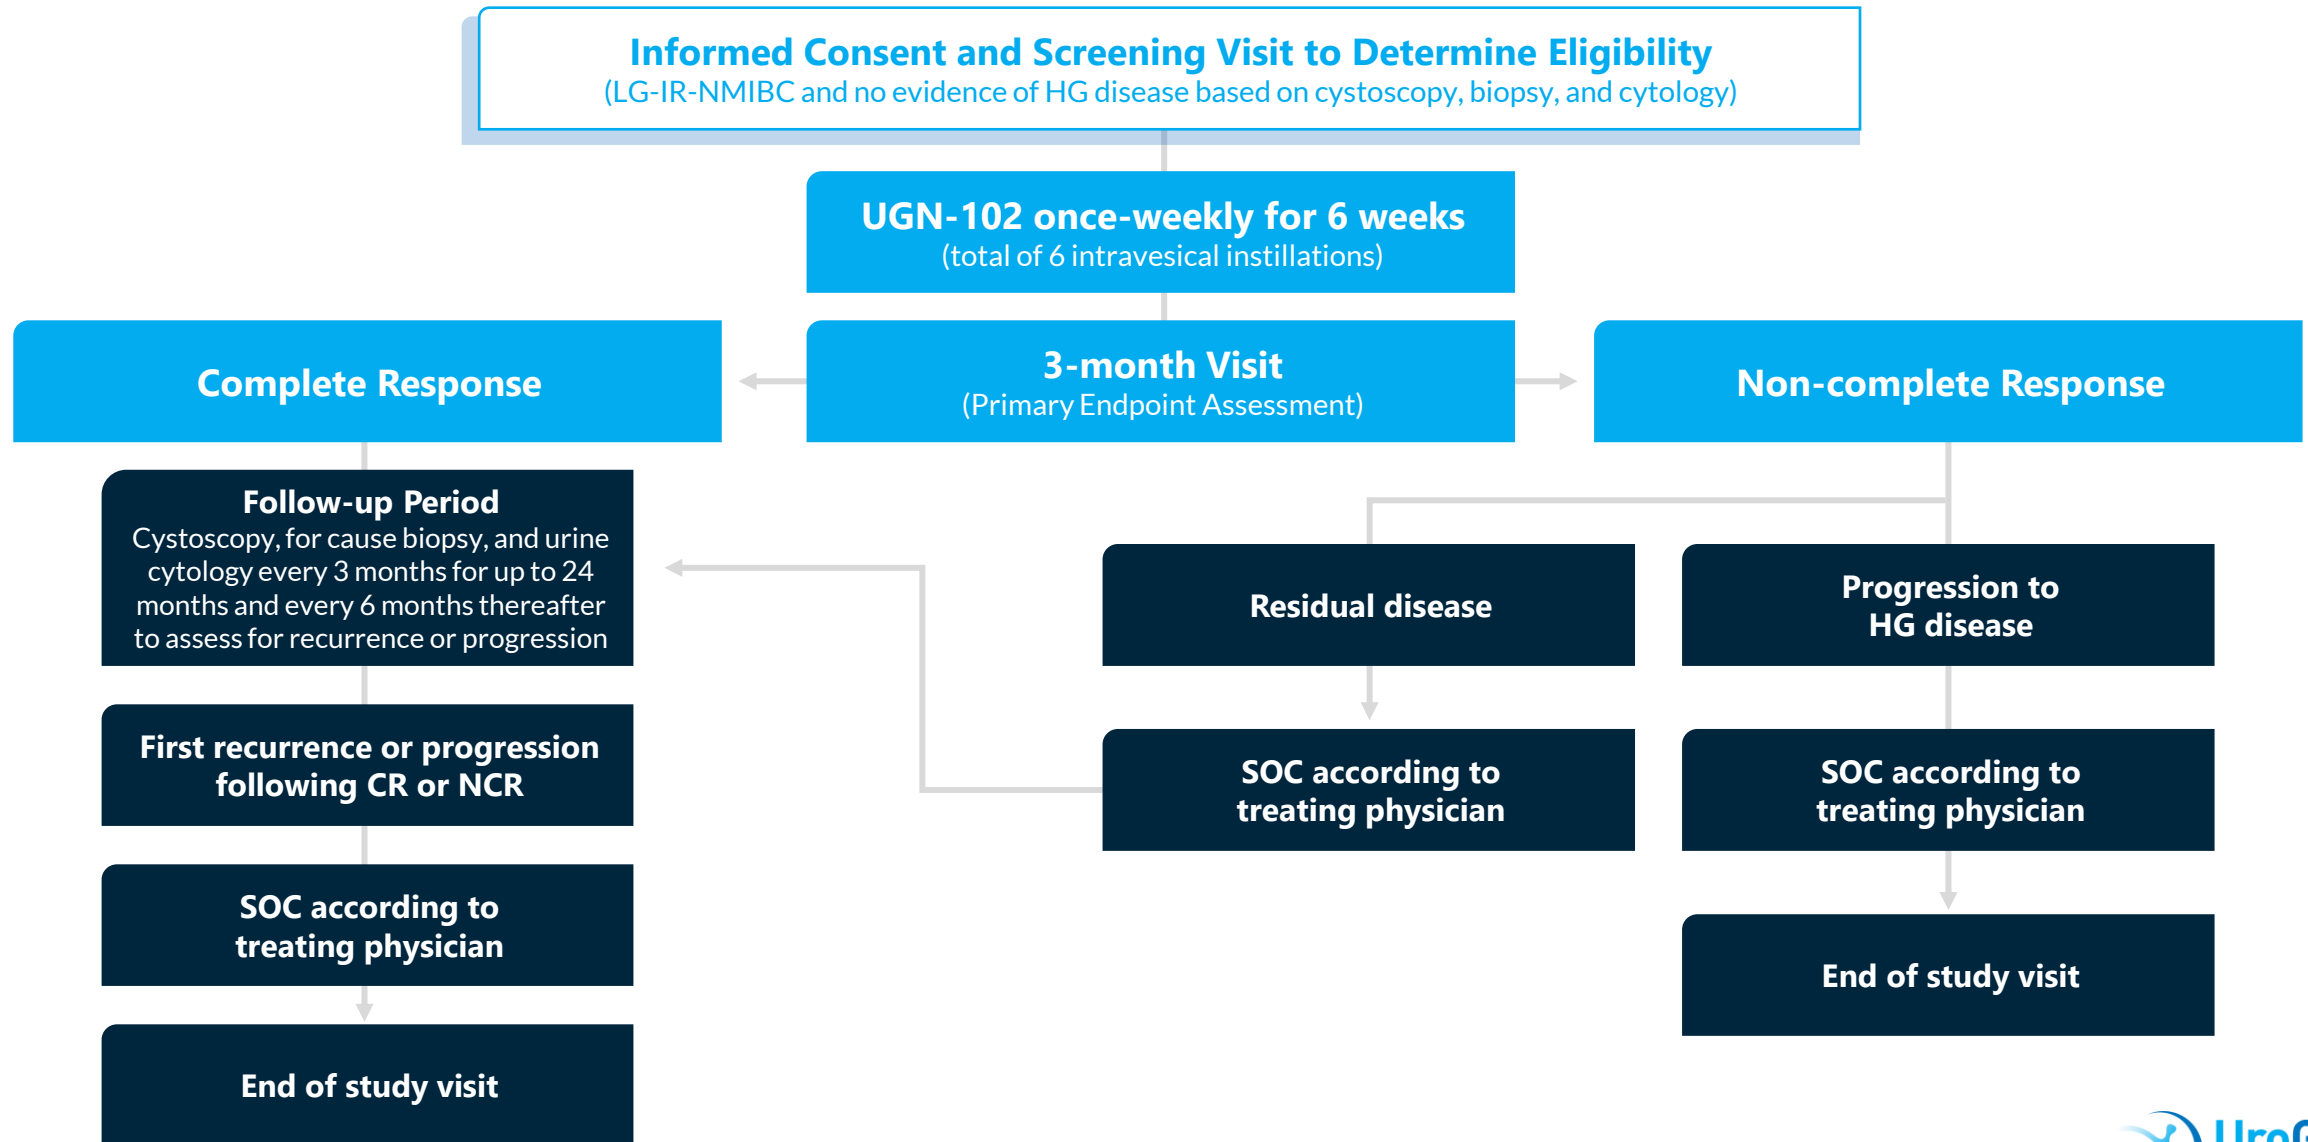 Informed Consent and Screening Visit to Determine Eligibility
(LG-IR-NMIBC and no evidence of HG disease based on cystoscopy, biopsy, and cytology)
UGN-102 once-weekly for 6 weeks
(total of 6 intravesical instillations)
Complete Response
3-month Visit
(Primary Endpoint Assessment)
Non-complete Response
Follow-up Period
Cystoscopy, for cause biopsy, and urine
cytology every 3 months for up to 24
months and every 6 months thereafter
to assess for recurrence or progression
First recurrence or progression
following CR or NCR
SOC according to
treating physician
End of study visit
Residual disease
SOC according to
treating physician
Progression to
HG disease
SOC according to
treating physician
End of study visit